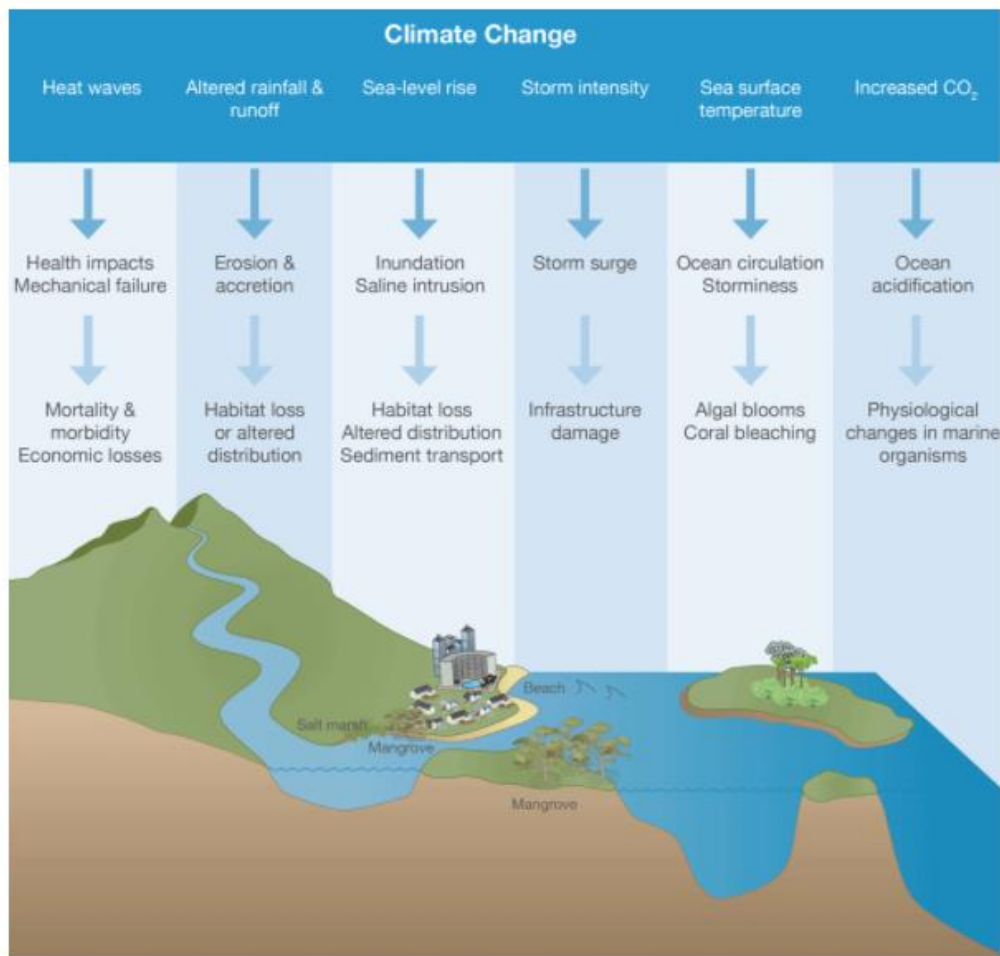 Climate Change
Heat waves
Altered rainfall &
runoff
Sea-level rise
Storm intensity
Sea surface
temperature
Increased CO₂
Health impacts
Mechanical failure
Erosion &
accretion
Inundation
Saline intrusion
Storm surge
Ocean circulation
Storminess
Ocean
acidification
Mortality &
morbidity
Economic losses
Habitat loss
or altered
distribution
Habitat loss
Altered distribution
Sediment transport
Infrastructure
damage
Algal blooms
Coral bleaching
Physiological
changes in marine
organisms
Beach
Salt marsh
Mangrove
Mangrove